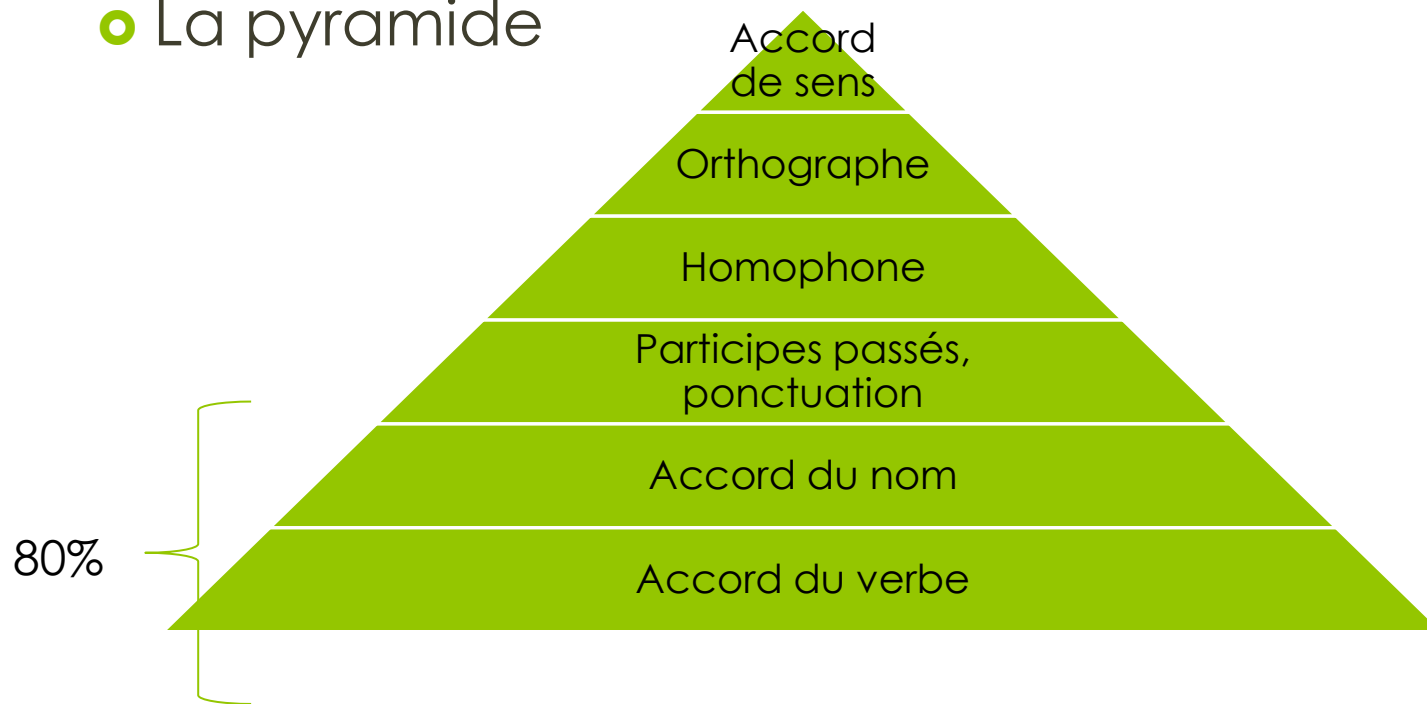 La pyramide
Accord
de sens
Orthographe
Homophone
Participes passés,
ponctuation
Accord du nom
80%
Accord du verbe